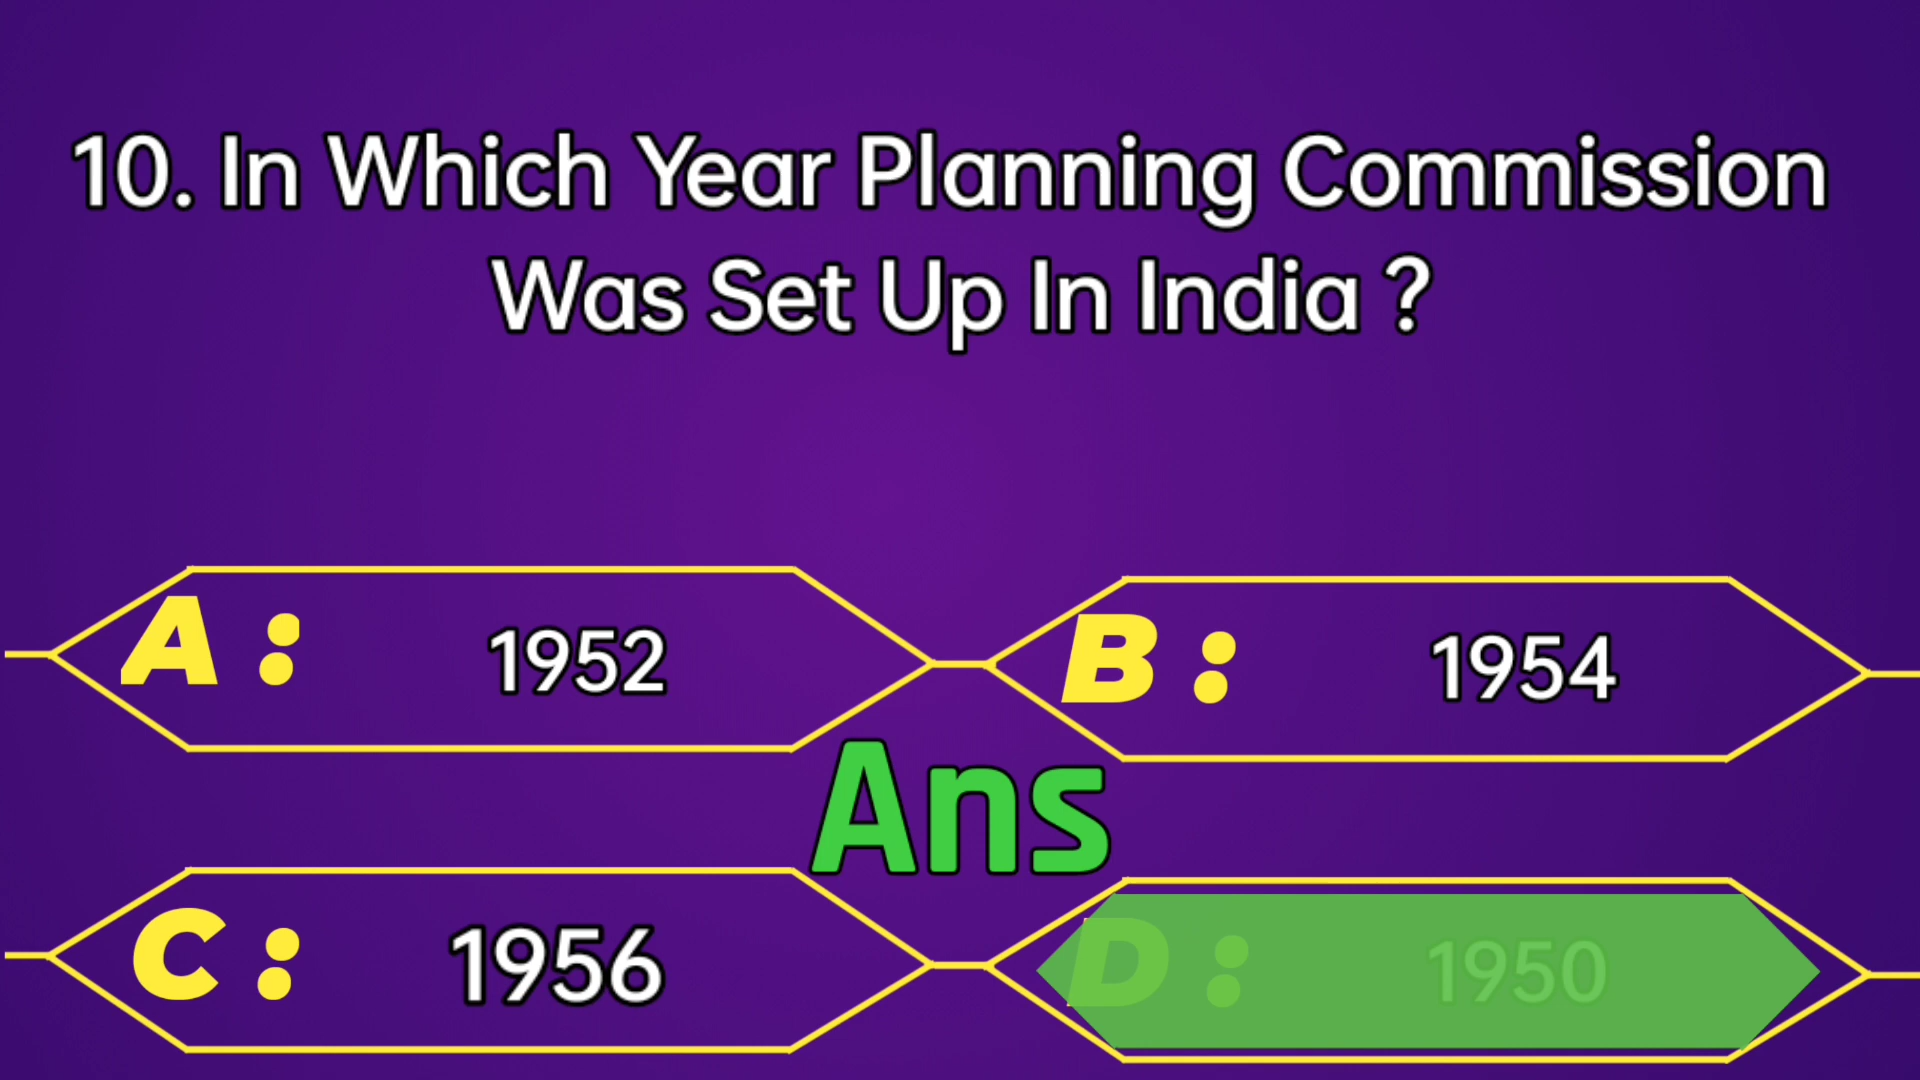 10. In Which Year Planning Commission
Was Set Up In India ?
A : 1952
B : 1954
Ans
C : 1956
D : 1950